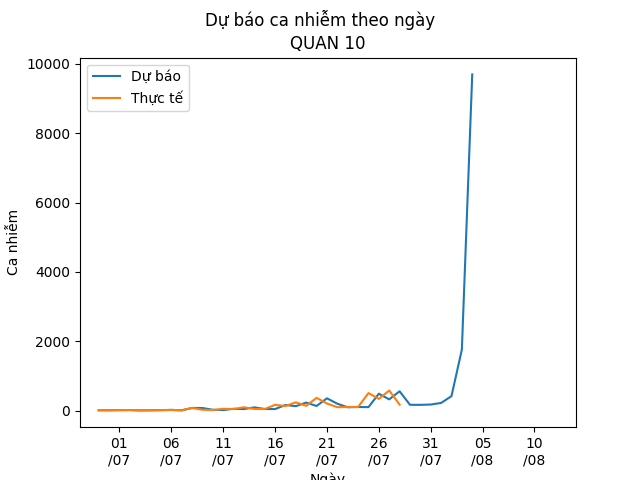 Dự báo ca nhiễm theo ngày
QUAN 10
Dự báo
Thực tế
10000
8000
6000
4000
2000
0
Ca nhiễm
01 06 11 16 21 26 31 05 10
/07 /07 /07 /07 /07 /07 /07 /08 /08
Ngày